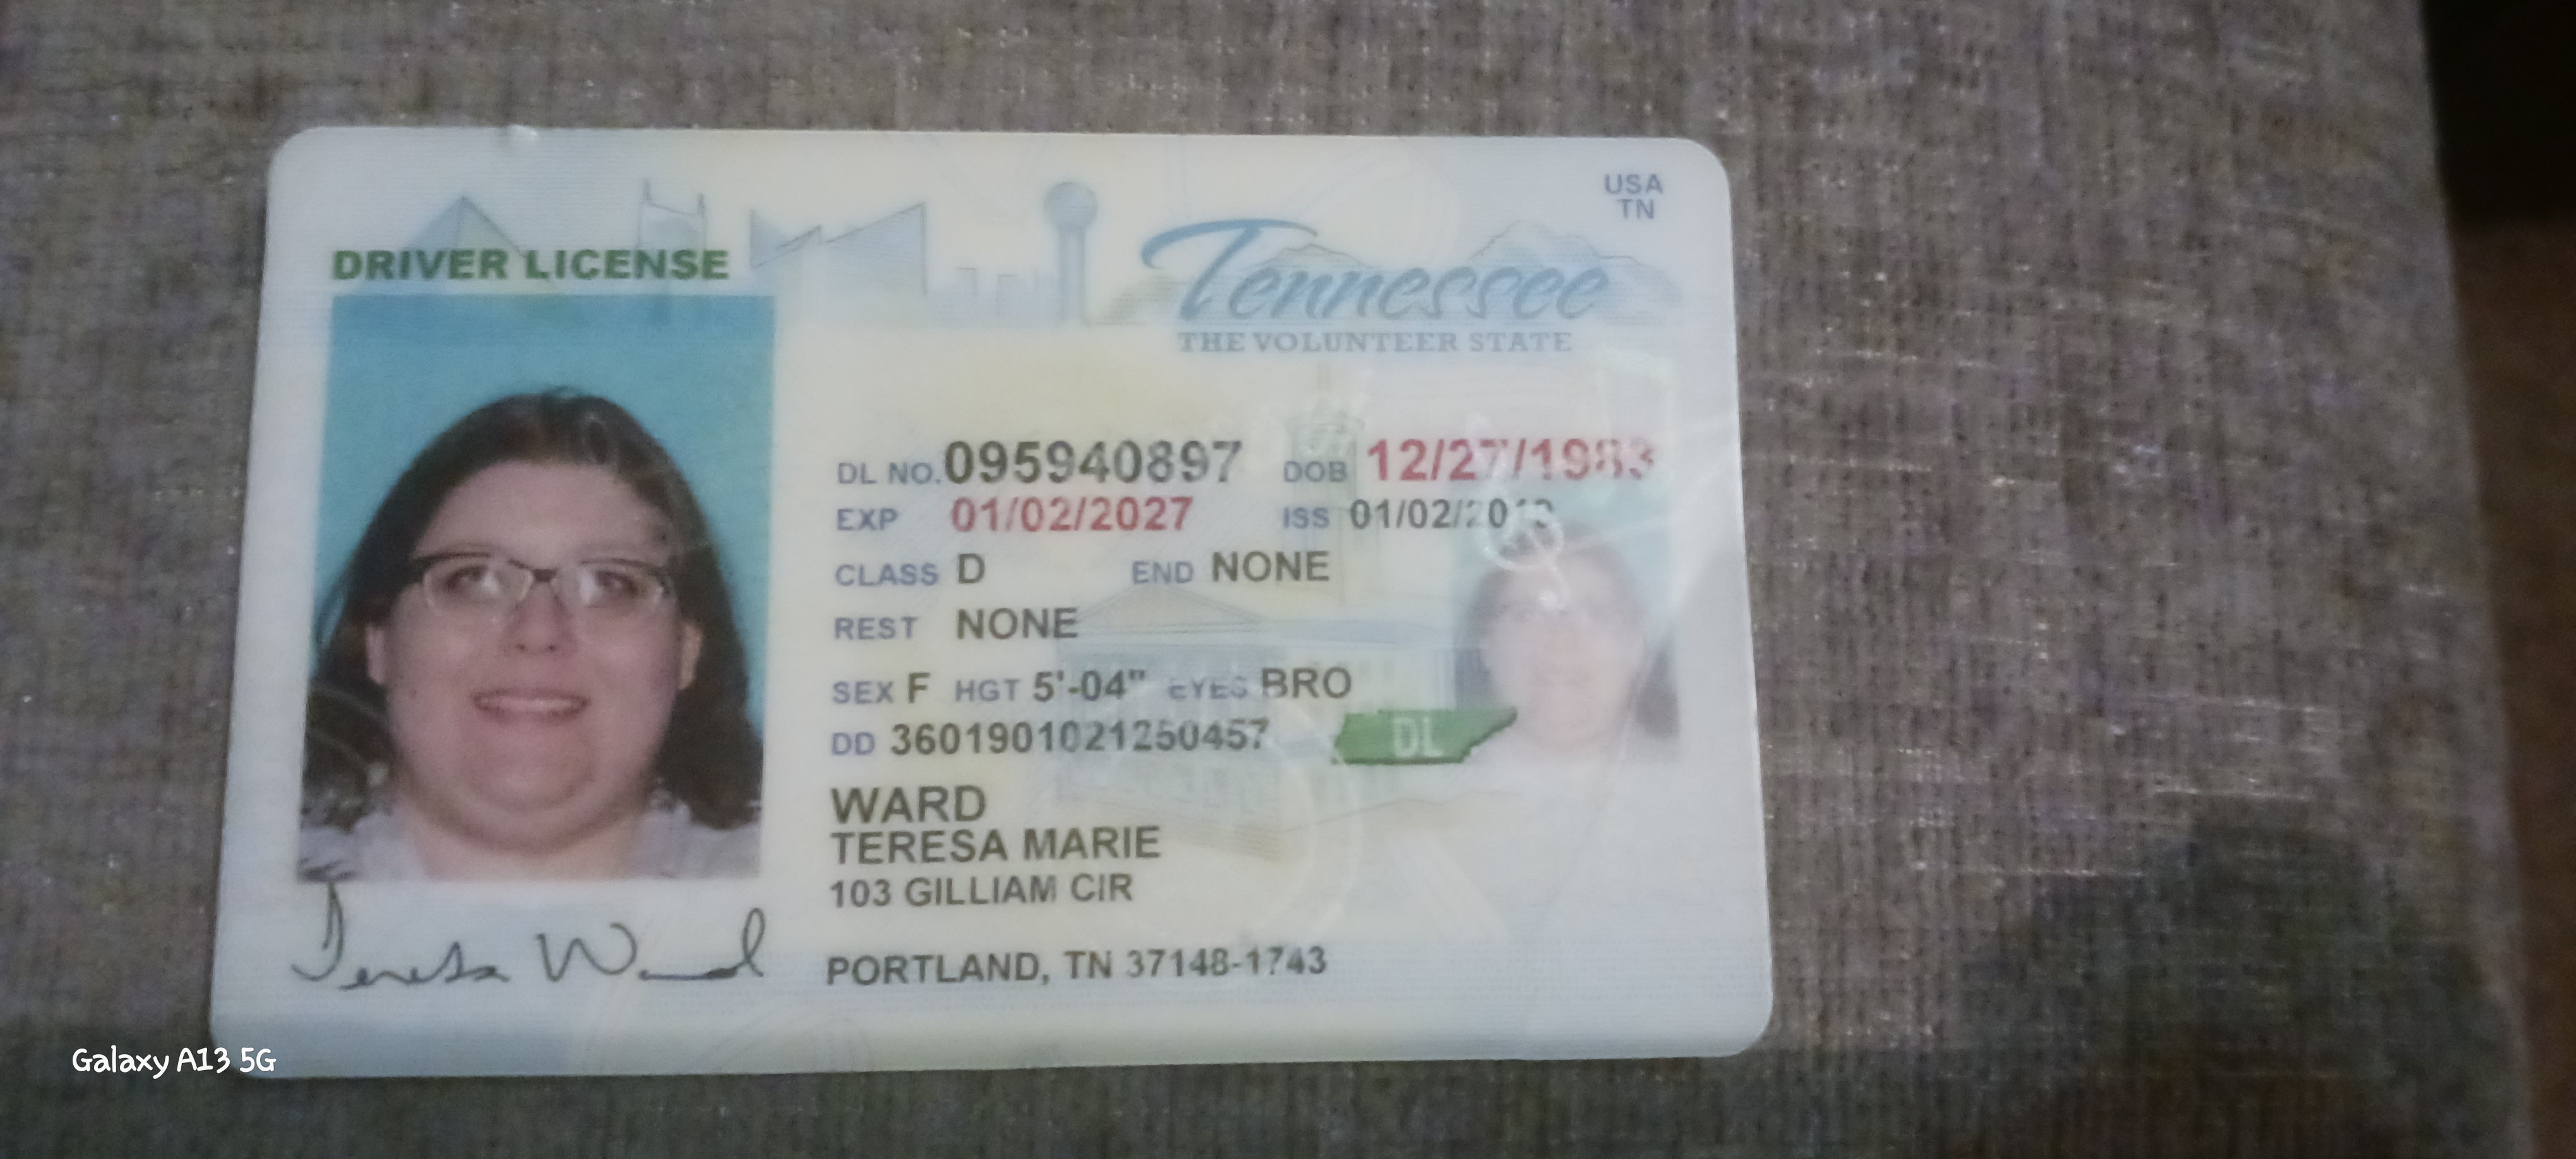 USA
TN
DRIVER LICENSE
Tennessee
THE VOLUNTEER STATE
DL NO. 095940897 DOB 12/27/1983
EXP 01/02/2027 ISS
CLASS D END NONE
REST NONE
SEX F HGT 5'-04" EYES BRO
DD 3601901021250457 DL
WARD
TERESA MARIE
103 GILLIAM CIR
PORTLAND, TN 37148-1743
Teresa Ward
Galaxy A13 5G